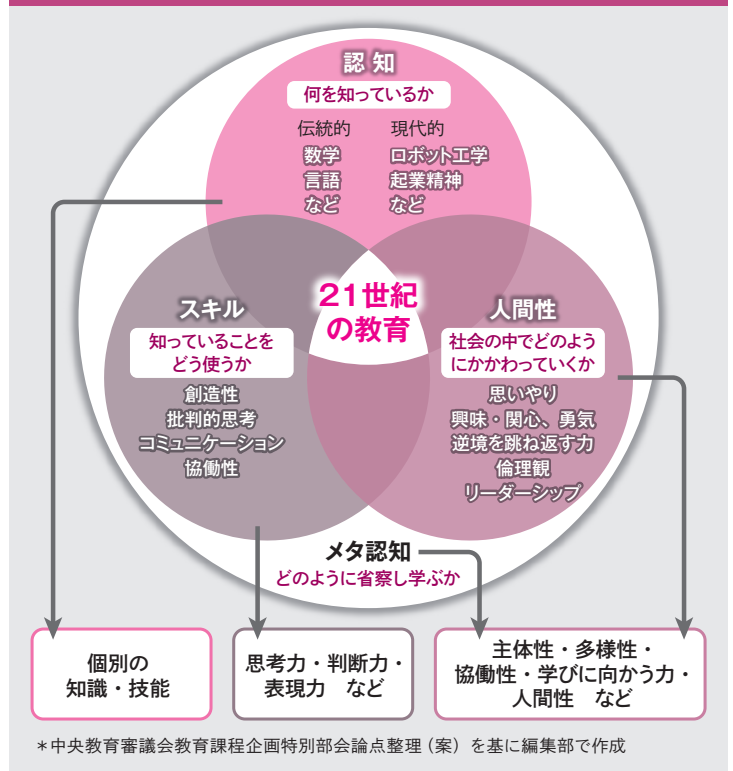 認 知
何を知っているか
伝統的
数学
言語
など
現代的
ロボット工学
起業精神
など
21世紀
の教育
スキル
知っていることを
どう使うか
創造性
批判的思考
コミュニケーション
協働性
人間性
社会の中でどのよう
にかかわっていくか
思いやり
興味・関心、勇気
逆境を跳ね返す力
倫理観
リーダーシップ
メタ認知
どのように省察し学ぶか
個別の
知識・技能
思考力・判断力・
表現力 など
主体性・多様性・
協働性・学びに向かう力・
人間性 など
＊中央教育審議会教育課程企画特別部会論点整理（案）を基に編集部で作成